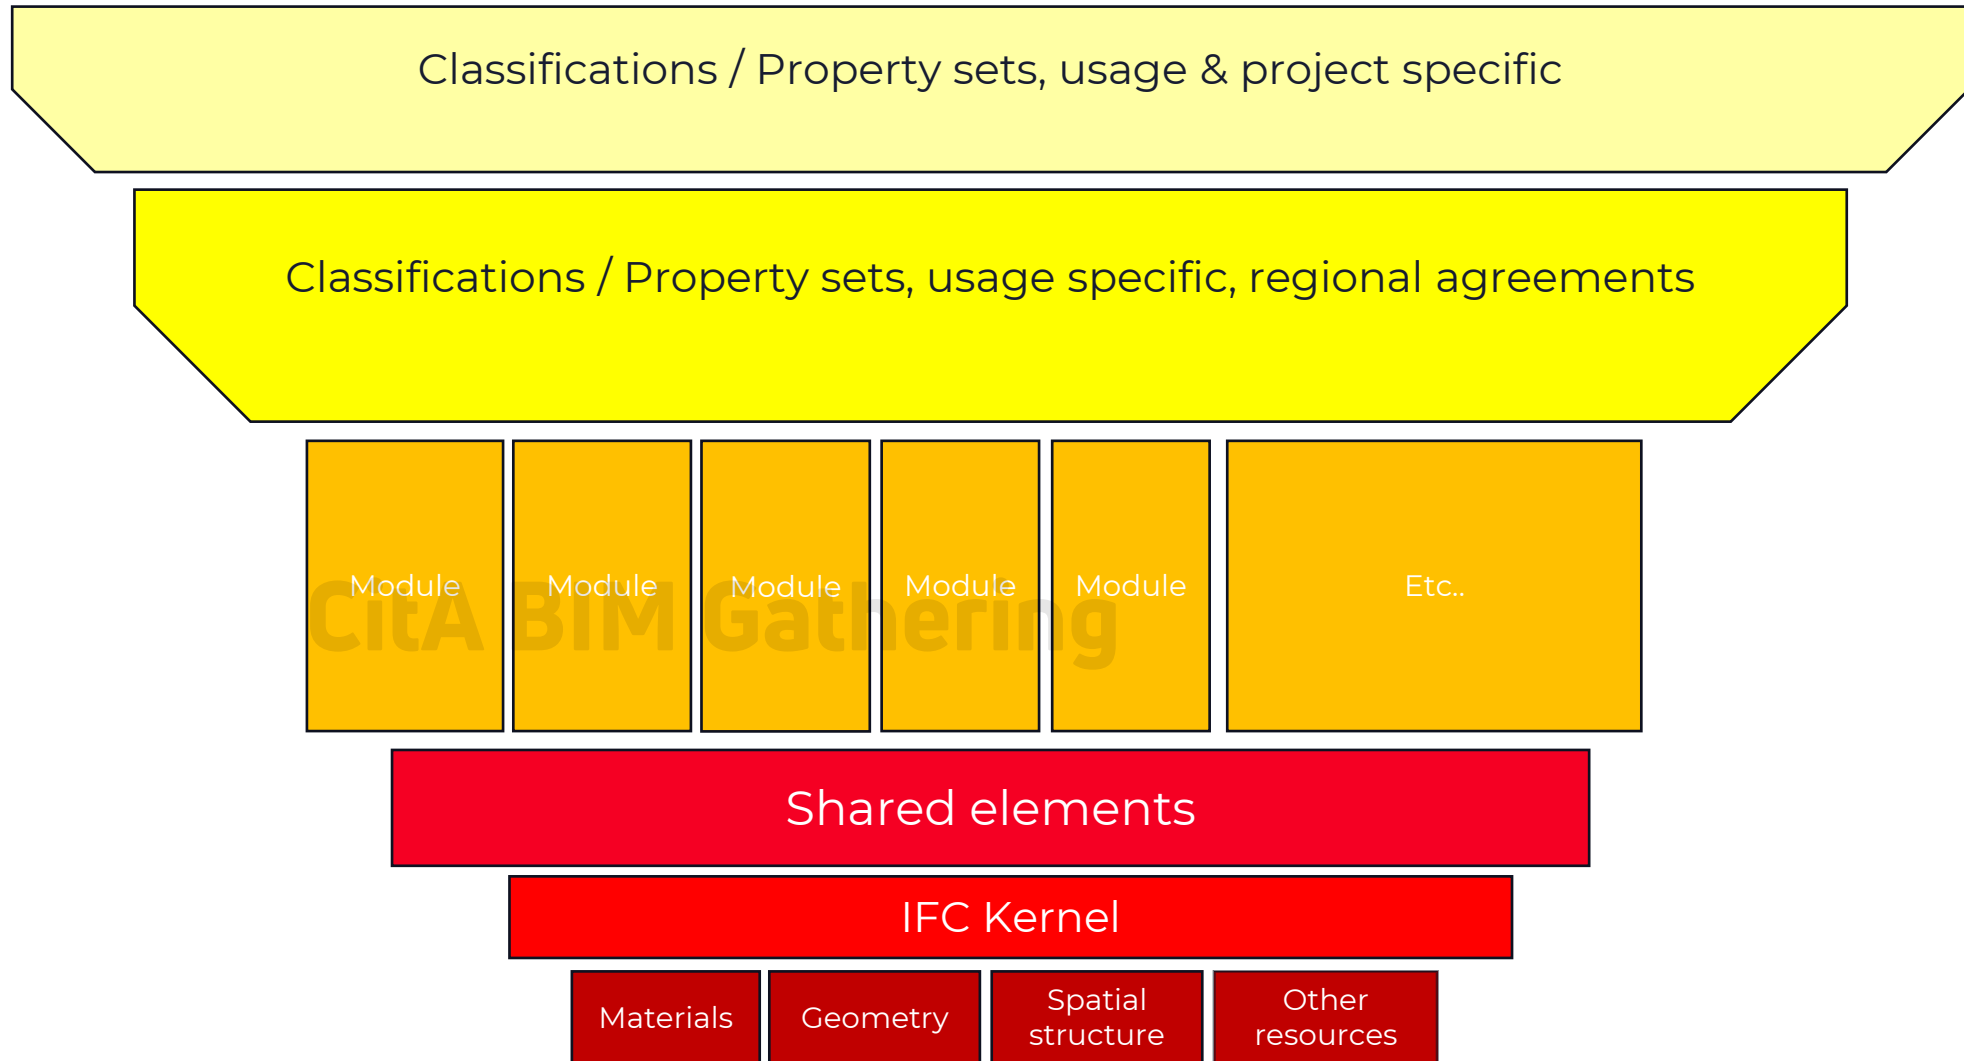 Classifications / Property sets, usage & project specific
Classifications / Property sets, usage specific, regional agreements
Module
Module
Module
Module
Module
Etc..
CitA BIM Gathering
Shared elements
IFC Kernel
Materials
Geometry
Spatial
structure
Other
resources